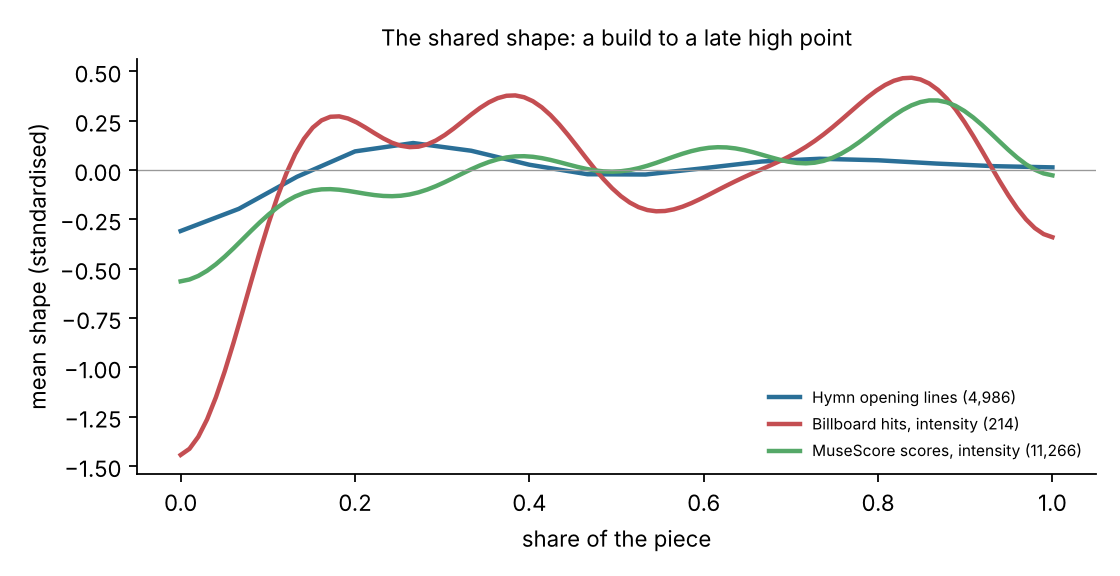 The shared shape: a build to a late high point
mean shape (standardised)
0.50
0.25
0.00
−0.25
−0.50
−0.75
−1.00
−1.25
−1.50
Hymn opening lines (4,986)
Billboard hits, intensity (214)
MuseScore scores, intensity (11,266)
0.0 0.2 0.4 0.6 0.8 1.0
share of the piece